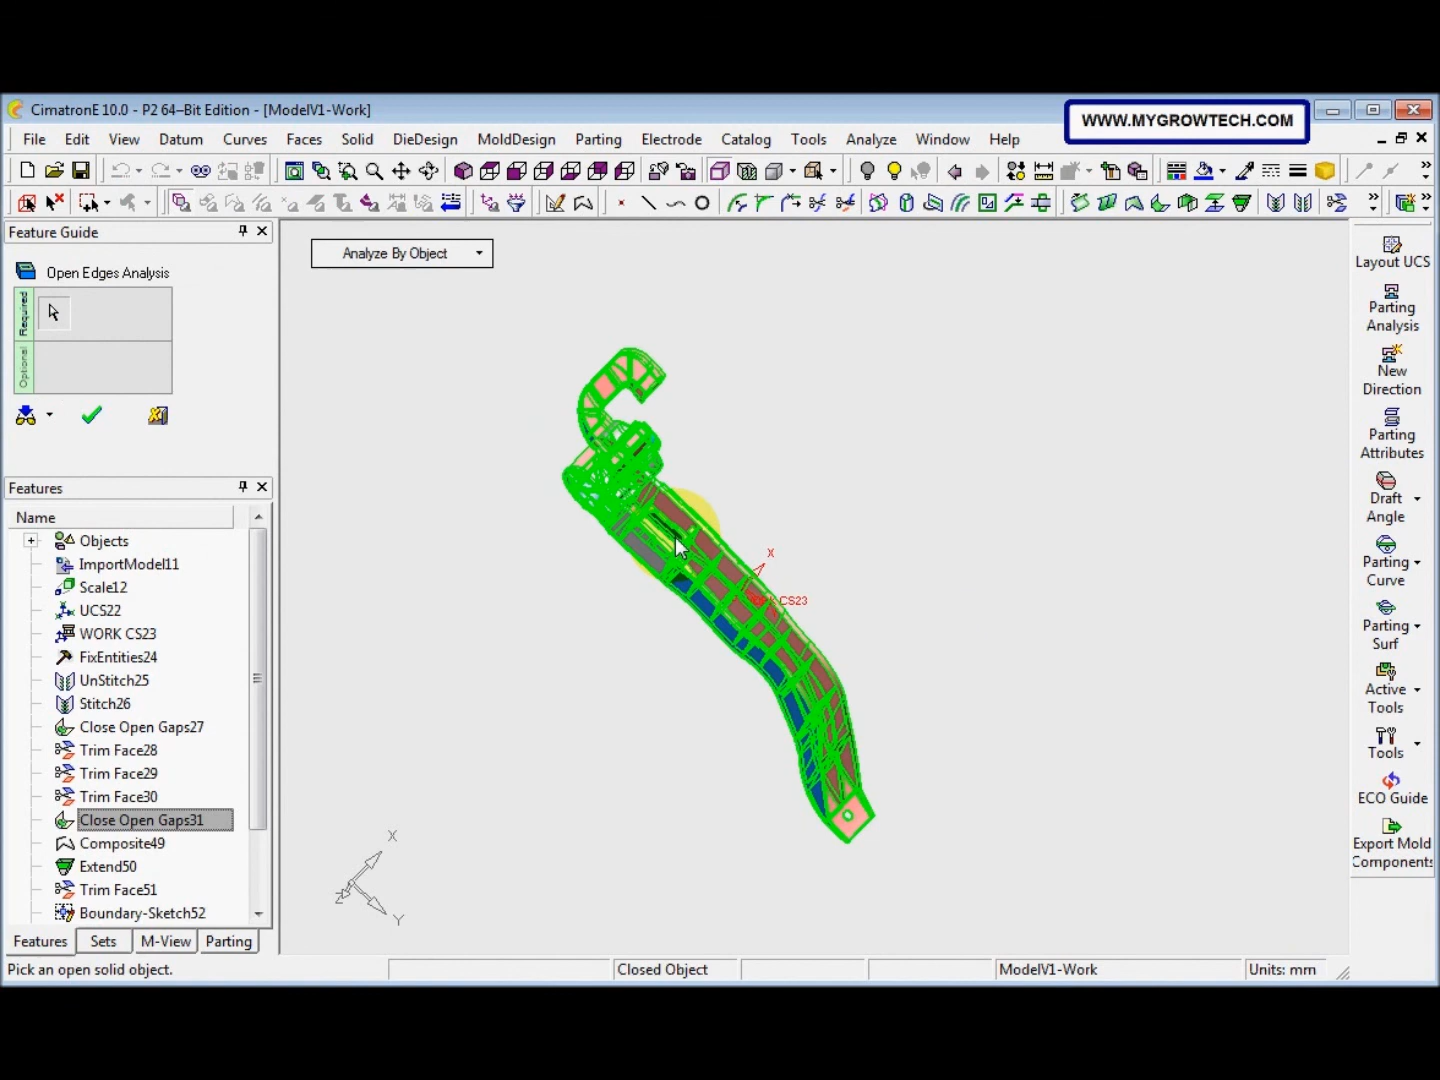 CimatronE 10.0 - P2 64–Bit Edition - [ModelV1-Work]
WWW.MYGROWTECH.COM
File Edit View Datum Curves Faces Solid DieDesign MoldDesign Parting Electrode Catalog Tools Analyze Window Help
Feature Guide
Open Edges Analysis
Required
Optional
Analyze By Object
Features
Name
Objects
ImportModel11
Scale12
UCS22
WORK CS23
FixEntities24
UnStitch25
Stitch26
Close Open Gaps27
Trim Face28
Trim Face29
Trim Face30
Close Open Gaps31
Composite49
Extend50
Trim Face51
Boundary-Sketch52
Features Sets M-View Parting
X
CS23
X
Y
Z
Layout UCS
Parting
Analysis
New
Direction
Parting
Attributes
Draft
Angle
Parting
Curve
Parting
Surf
Active
Tools
Tools
ECO Guide
Export Mold
Components
Pick an open solid object.
Closed Object
ModelV1-Work
Units: mm